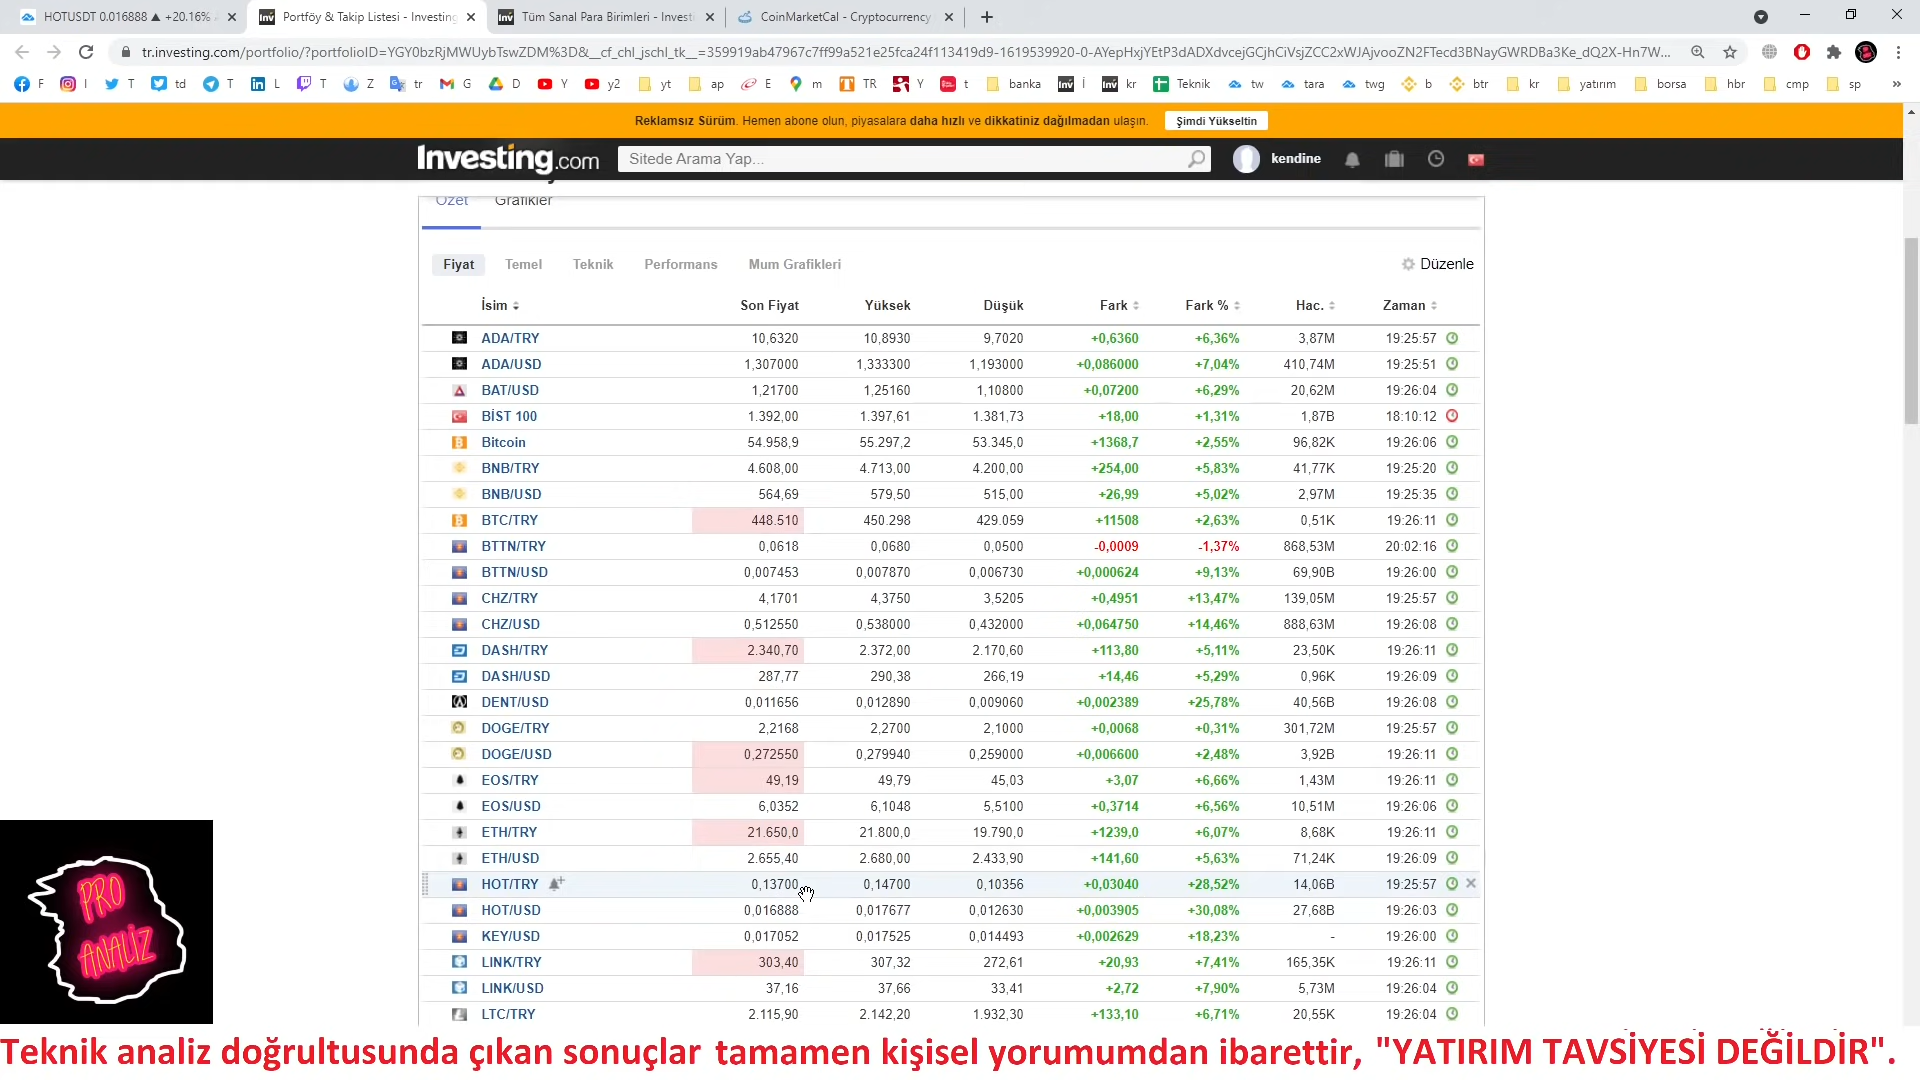 HOTUSDT 0.016888 ▲ +20.16%
Portföy & Takip Listesi - Investing
Tüm Sanal Para Birimleri - Invest
CoinMarketCal - Cryptocurrency
tr.investing.com/portfolio/?portfolioID=YGY0bzRjMWUybTswZDM%3D&__cf_chl_jschl_tk__=359919ab47967c7ff99a521e25fca24f113419d9-1619539920-0-AYepHxjYEtP3dADXdvcejGCjhCiVsjZCC2xWJAjvooZN2FTecd3BNayGWRDBa3Ke_dQ2X-Hn7W...
F I T td T L T Z tr G D Y y2 yt ap E m TR Y t banka İ kr Teknik tw tara twg b btr kr yatırım borsa hbr cmp sp »
Reklamsız Sürüm. Hemen abone olun, piyasalara daha hızlı ve dikkatiniz dağılmadan ulaşın. Şimdi Yükseltin
Investing.com Sitede Arama Yap... kendine
Özet Grafikler
Fiyat Temel Teknik Performans Mum Grafikleri Düzenle
İsim Son Fiyat Yüksek Düşük Fark Fark % Hac. Zaman
ADA/TRY 10,6320 10,8930 9,7020 +0,6360 +6,36% 3,87M 19:25:57
ADA/USD 1,307000 1,333300 1,193000 +0,086000 +7,04% 410,74M 19:25:51
BAT/USD 1,21700 1,25160 1,10800 +0,07200 +6,29% 20,62M 19:26:04
BİST 100 1.392,00 1.397,61 1.381,73 +18,00 +1,31% 1,87B 18:10:12
Bitcoin 54.958,9 55.297,2 53.345,0 +1368,7 +2,55% 96,82K 19:26:06
BNB/TRY 4.608,00 4.713,00 4.200,00 +254,00 +5,83% 41,77K 19:25:20
BNB/USD 564,69 579,50 515,00 +26,99 +5,02% 2,97M 19:25:35
BTC/TRY 448.510 450.298 429.059 +11508 +2,63% 0,51K 19:26:11
BTTN/TRY 0,0618 0,0680 0,0500 -0,0009 -1,37% 868,53M 20:02:16
BTTN/USD 0,007453 0,007870 0,006730 +0,000624 +9,13% 69,90B 19:26:00
CHZ/TRY 4,1701 4,3750 3,5205 +0,4951 +13,47% 139,05M 19:25:57
CHZ/USD 0,512550 0,538000 0,432000 +0,064750 +14,46% 888,63M 19:26:08
DASH/TRY 2.340,70 2.372,00 2.170,60 +113,80 +5,11% 23,50K 19:26:11
DASH/USD 287,77 290,38 266,19 +14,46 +5,29% 0,96K 19:26:09
DENT/USD 0,011656 0,012890 0,009060 +0,002389 +25,78% 40,56B 19:26:08
DOGE/TRY 2,2168 2,2700 2,1000 +0,0068 +0,31% 301,72M 19:25:57
DOGE/USD 0,272550 0,279940 0,259000 +0,006600 +2,48% 3,92B 19:26:11
EOS/TRY 49,19 49,79 45,03 +3,07 +6,66% 1,43M 19:26:11
EOS/USD 6,0352 6,1048 5,5100 +0,3714 +6,56% 10,51M 19:26:06
ETH/TRY 21.650,0 21.800,0 19.790,0 +1239,0 +6,07% 8,68K 19:26:11
ETH/USD 2.655,40 2.680,00 2.433,90 +141,60 +5,63% 71,24K 19:26:09
HOT/TRY 0,13700 0,14700 0,10356 +0,03040 +28,52% 14,06B 19:25:57
HOT/USD 0,016888 0,017677 0,012630 +0,003905 +30,08% 27,68B 19:26:03
KEY/USD 0,017052 0,017525 0,014493 +0,002629 +18,23% - 19:26:00
LINK/TRY 303,40 307,32 272,61 +20,93 +7,41% 165,35K 19:26:11
LINK/USD 37,16 37,66 33,41 +2,72 +7,90% 5,73M 19:26:04
LTC/TRY 2.115,90 2.142,20 1.932,30 +133,10 +6,71% 20,55K 19:26:04
PRO
ANALİZ
Teknik analiz doğrultusunda çıkan sonuçlar tamamen kişisel yorumumdan ibarettir, "YATIRIM TAVSİYESİ DEĞİLDİR".